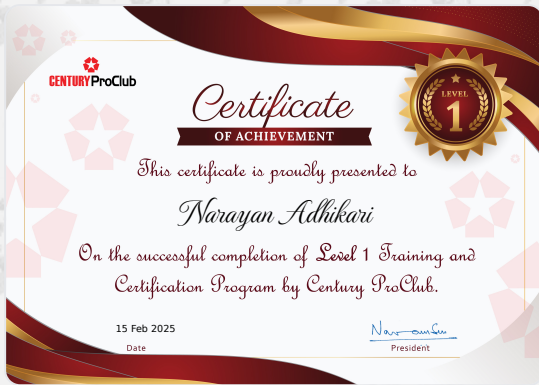 CENTURY ProClub
Certificate
OF ACHIEVEMENT
LEVEL
1
This certificate is proudly presented to
Narayan Adhikari
On the successful completion of Level 1 Training and
Certification Program by Century ProClub.
15 Feb 2025
Date
President